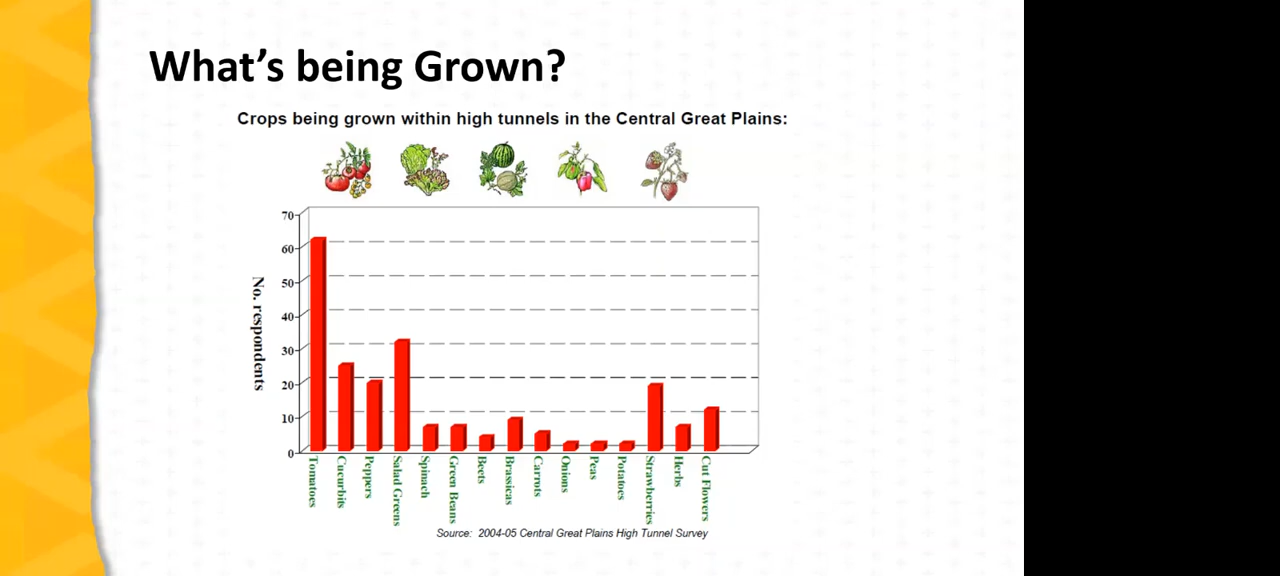 What's being Grown?
Crops being grown within high tunnels in the Central Great Plains:
70
60
50
40
30
20
10
0
No. respondents
Tomatoes
Cucurbits
Peppers
Salad Greens
Spinach
Green Beans
Beets
Brassicas
Carrots
Onions
Peas
Potatoes
Strawberries
Herbs
Cut Flowers
Source: 2004-05 Central Great Plains High Tunnel Survey